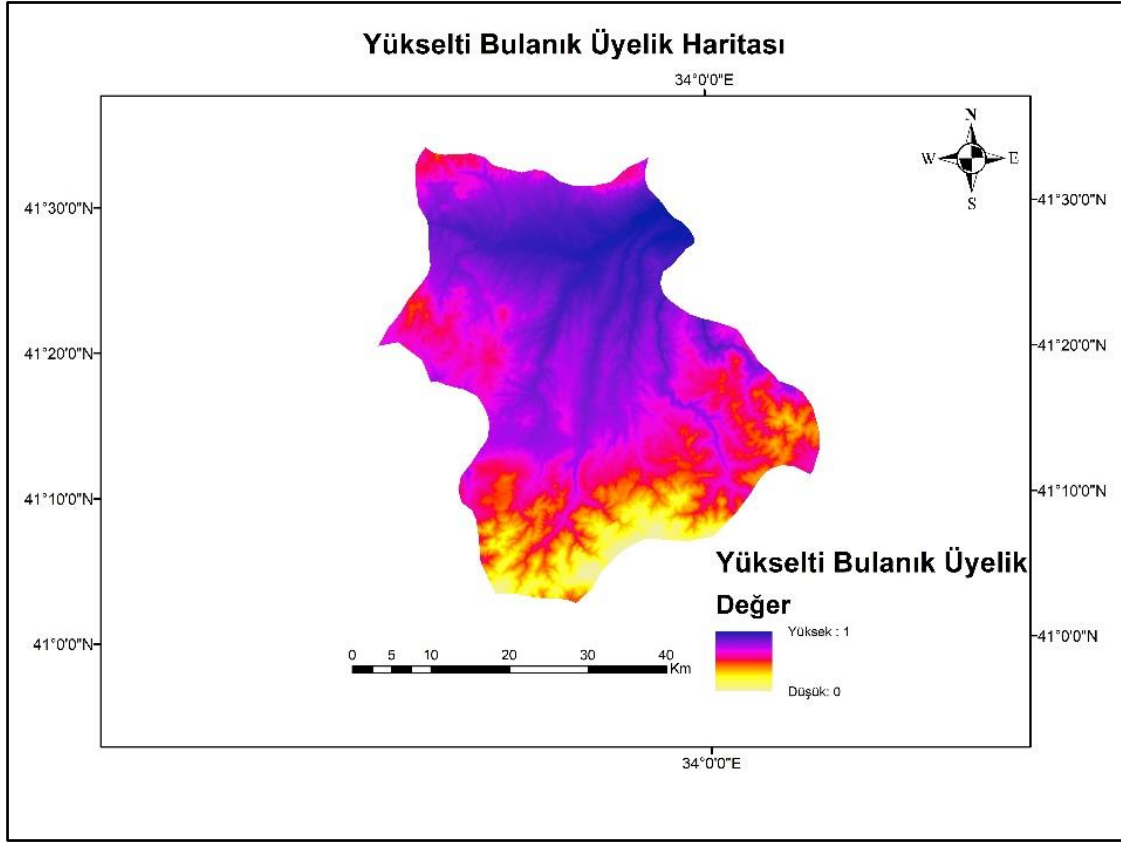 Yükselti Bulanık Üyelik Haritası
34°0'0"E
N
W
E
S
41°30'0"N
41°30'0"N
41°20'0"N
41°20'0"N
41°10'0"N
41°10'0"N
41°0'0"N
41°0'0"N
Yükselti Bulanık Üyelik
Değer
Yüksek : 1
Düşük: 0
0 5 10 20 30 40
Km
34°0'0"E